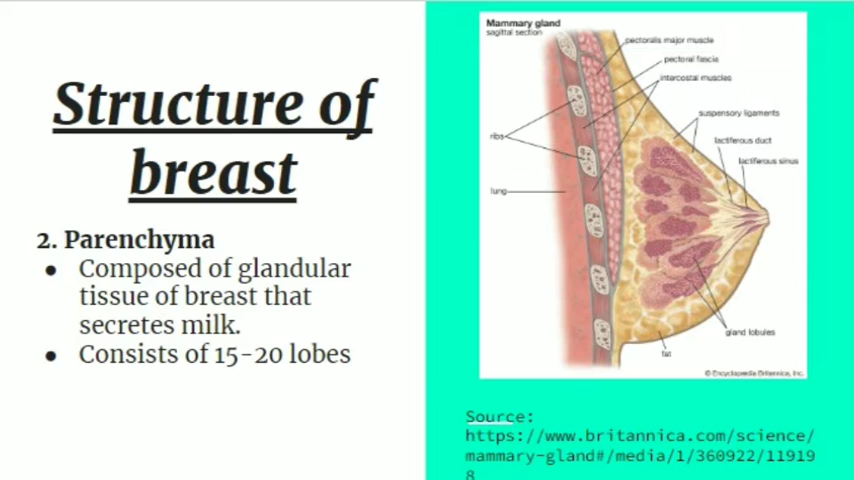 Structure of
breast
2. Parenchyma
● Composed of glandular
tissue of breast that
secretes milk.
● Consists of 15-20 lobes
Mammary gland
sagittal section
pectoralis major muscle
pectoral fascia
intercostal muscles
suspensory ligaments
lactiferous duct
lactiferous sinus
ribs
lung
gland lobules
fat
© Encyclopædia Britannica, Inc.
Source:
https://www.britannica.com/science/
mammary-gland#/media/1/360922/11919
8